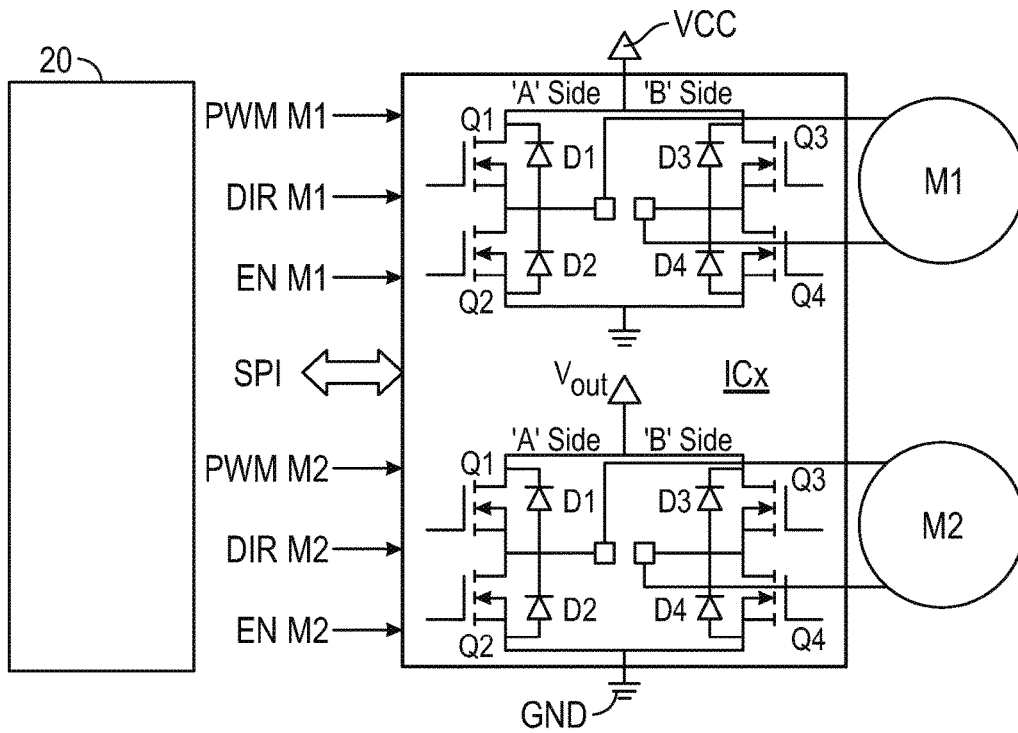 VCC
20
'A' Side 'B' Side
PWM M1
Q1
D1
D3
Q3
DIR M1
M1
EN M1
D2
D4
Q2
Q4
SPI
Vout
ICx
'A' Side 'B' Side
PWM M2
Q1
D1
D3
Q3
DIR M2
M2
EN M2
D2
D4
Q2
Q4
GND